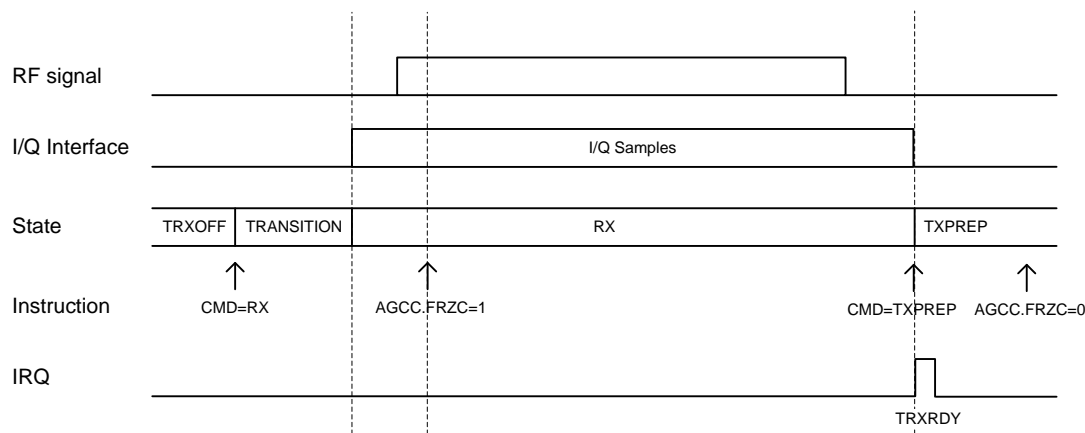 RF signal
I/Q Interface
I/Q Samples
State
TRXOFF
TRANSITION
RX
TXPREP
Instruction
CMD=RX
AGCC.FRZC=1
CMD=TXPREP
AGCC.FRZC=0
IRQ
TRXRDY